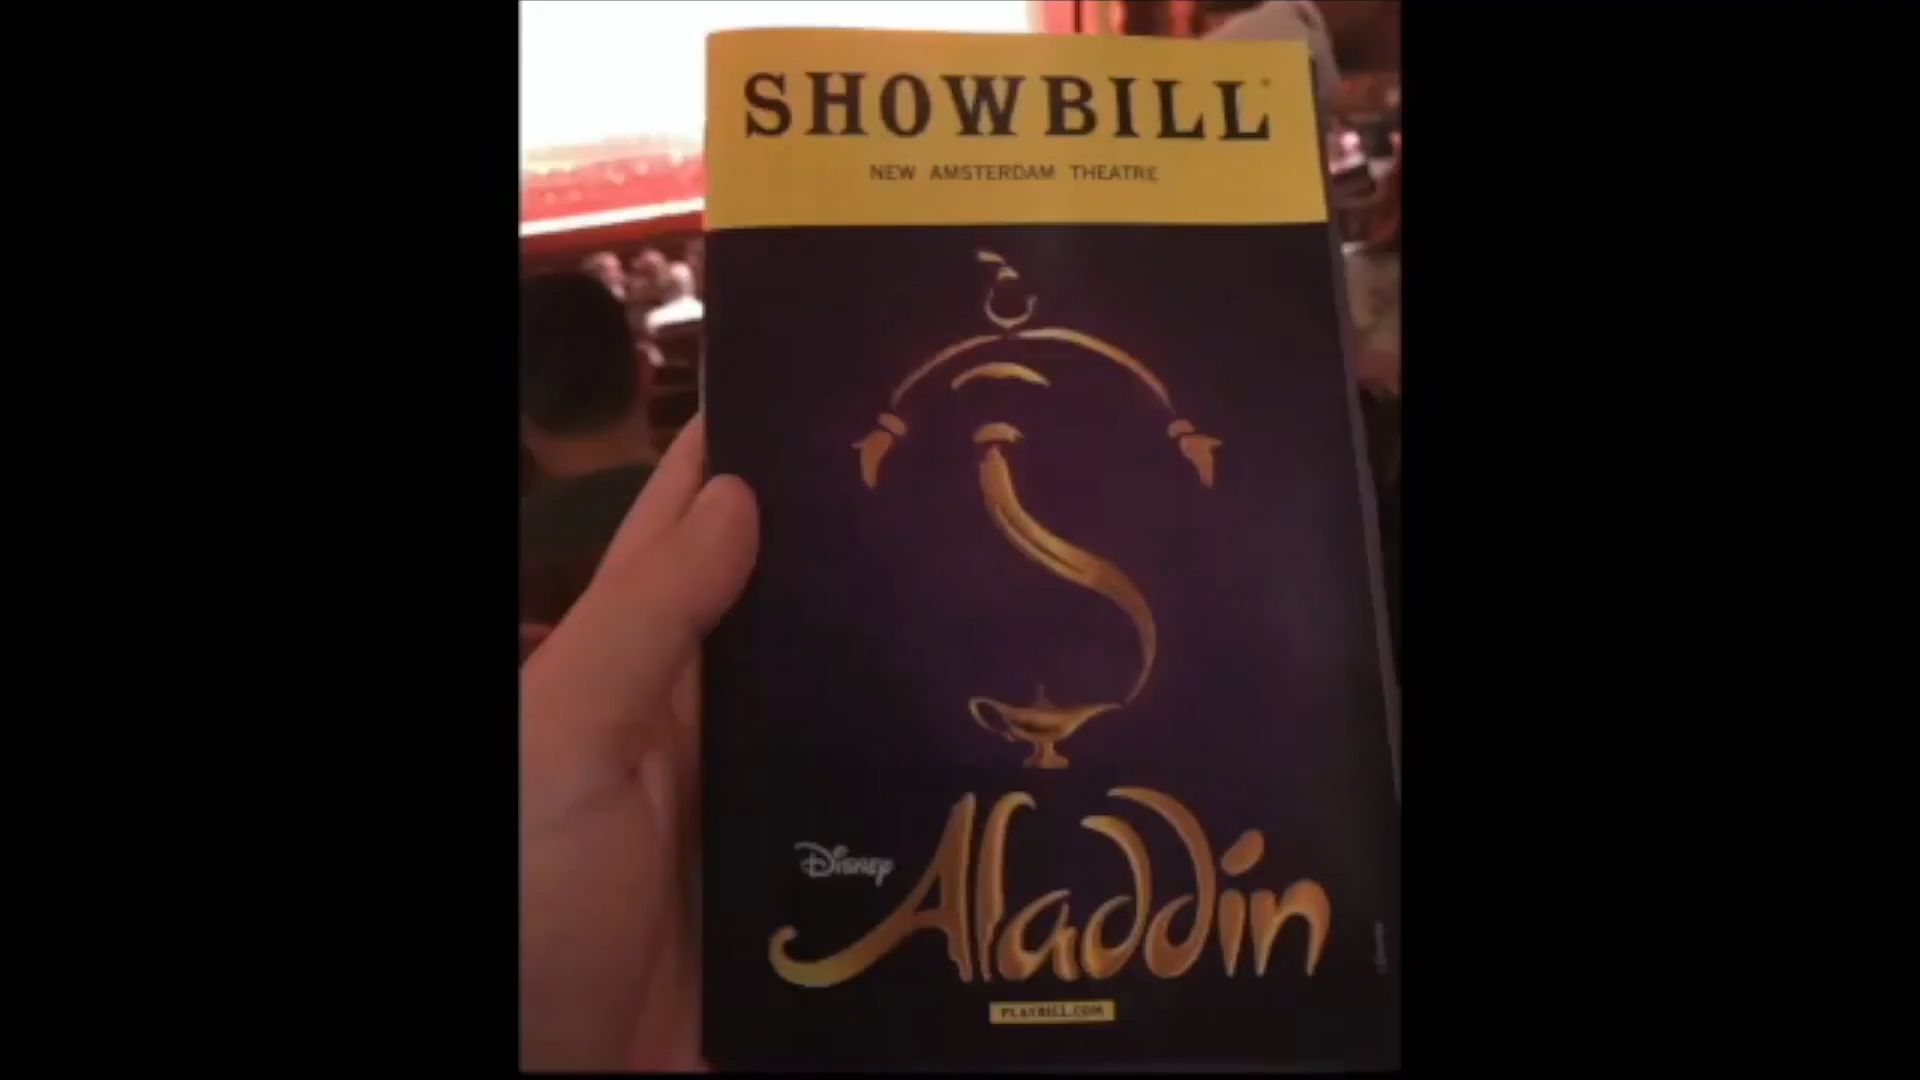 SHOWBILL
NEW AMSTERDAM THEATRE
Disney
Aladdin
PLAYBILL.COM